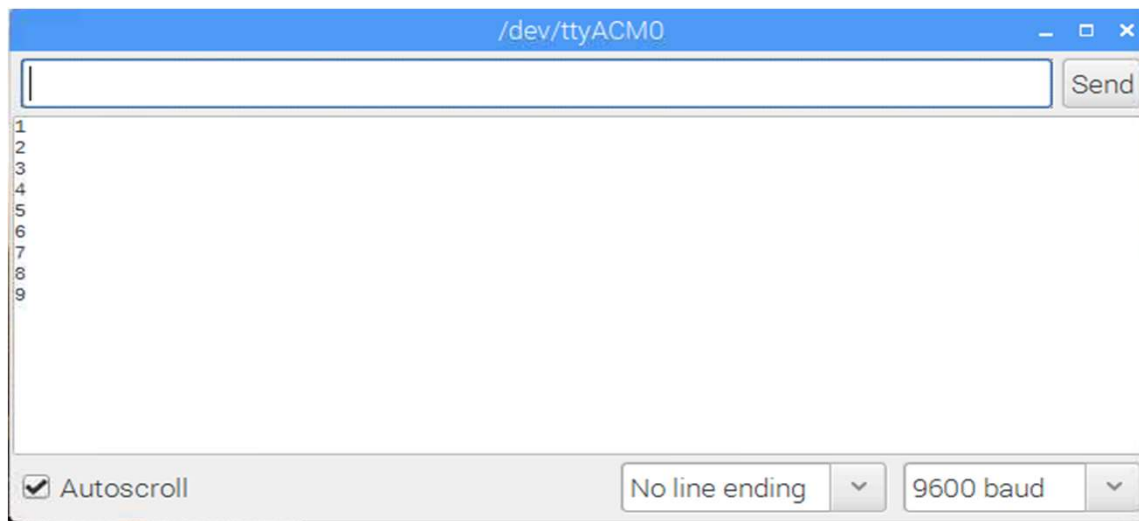 /dev/ttyACM0
Send
1
2
3
4
5
6
7
8
9
Autoscroll
No line ending
9600 baud